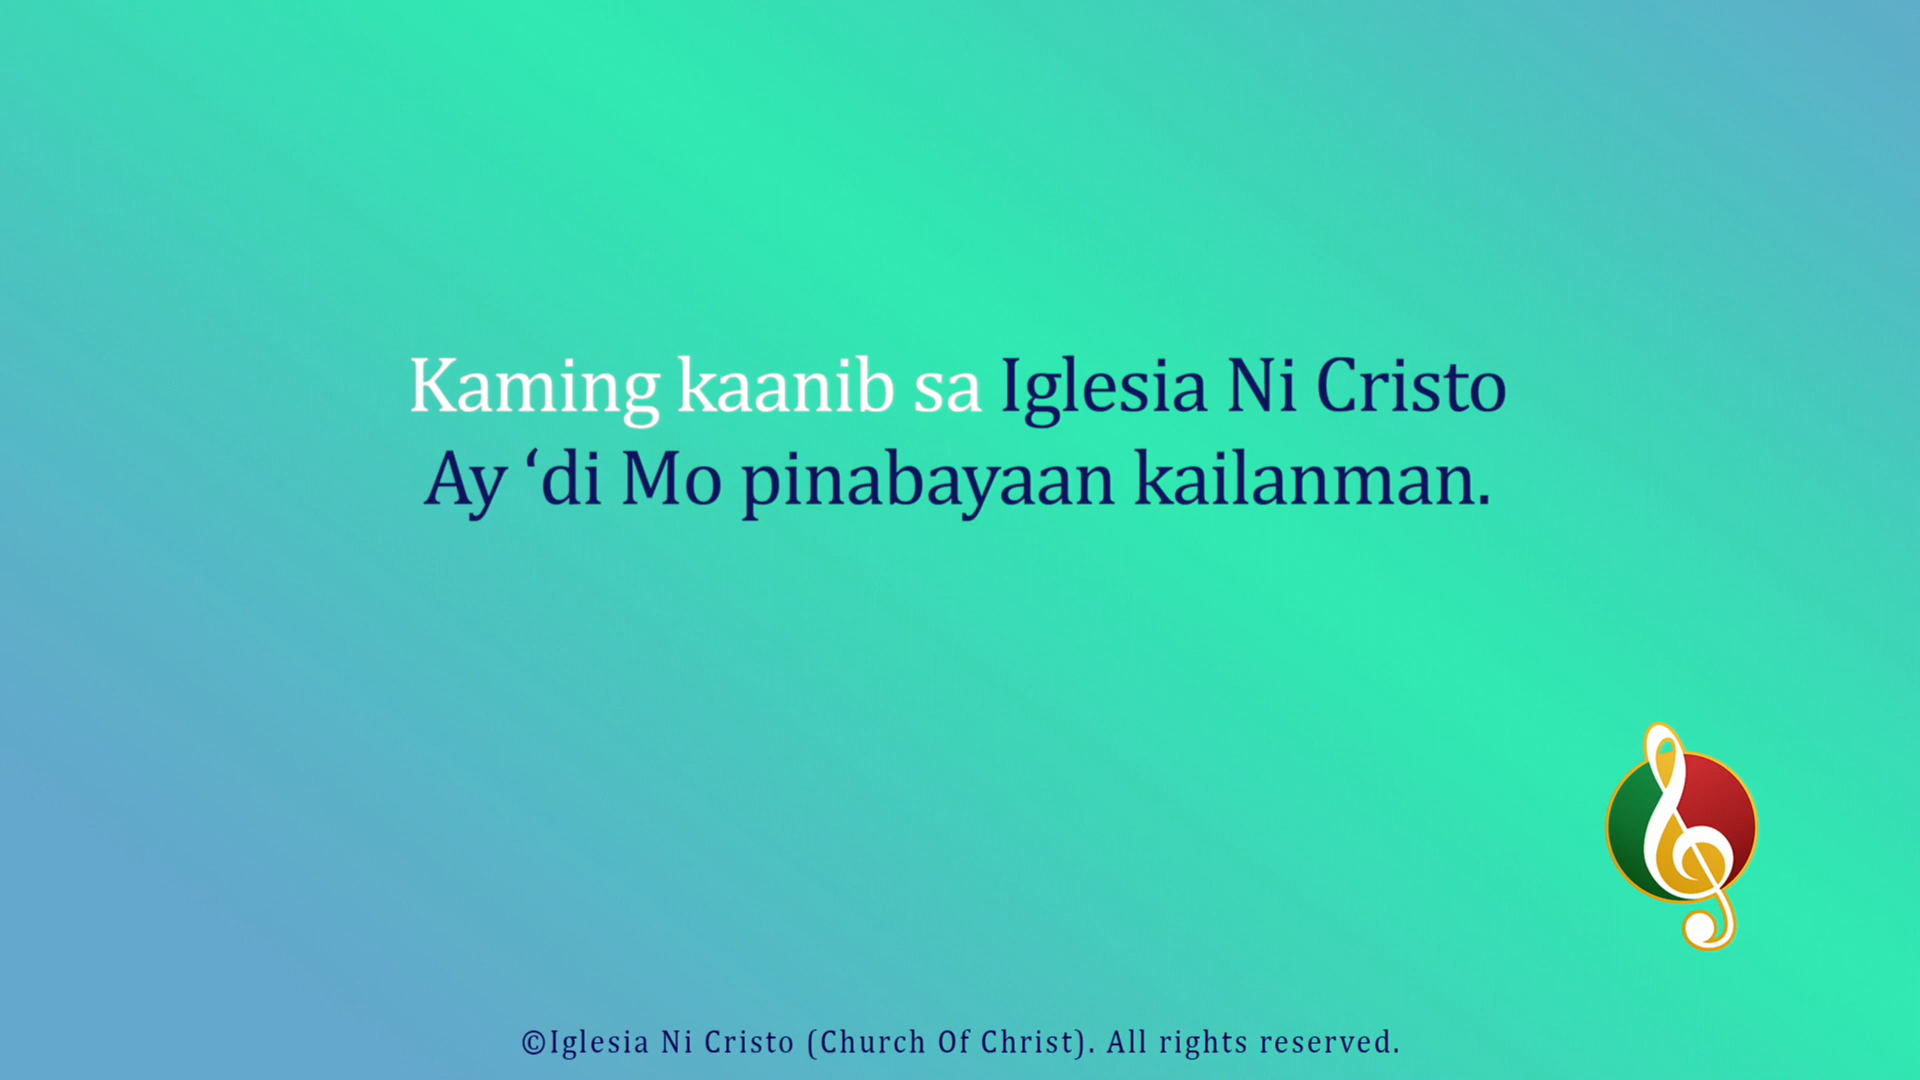 Kaming kaanib sa Iglesia Ni Cristo
Ay ‘di Mo pinabayaan kailanman.
©Iglesia Ni Cristo (Church Of Christ). All rights reserved.